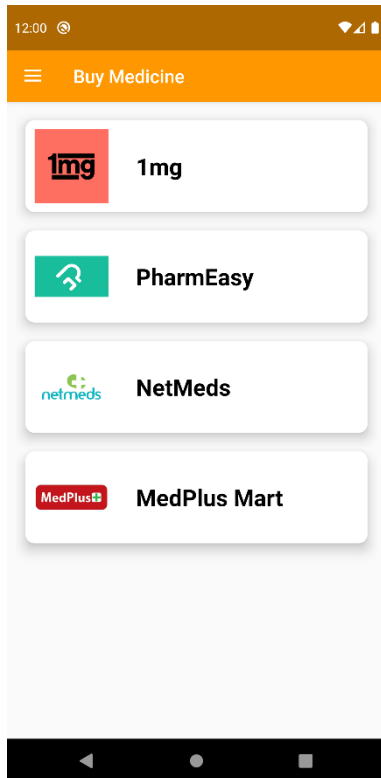 12:00
Buy Medicine
1mg
1mg
PharmEasy
netmeds
NetMeds
MedPlus
MedPlus Mart